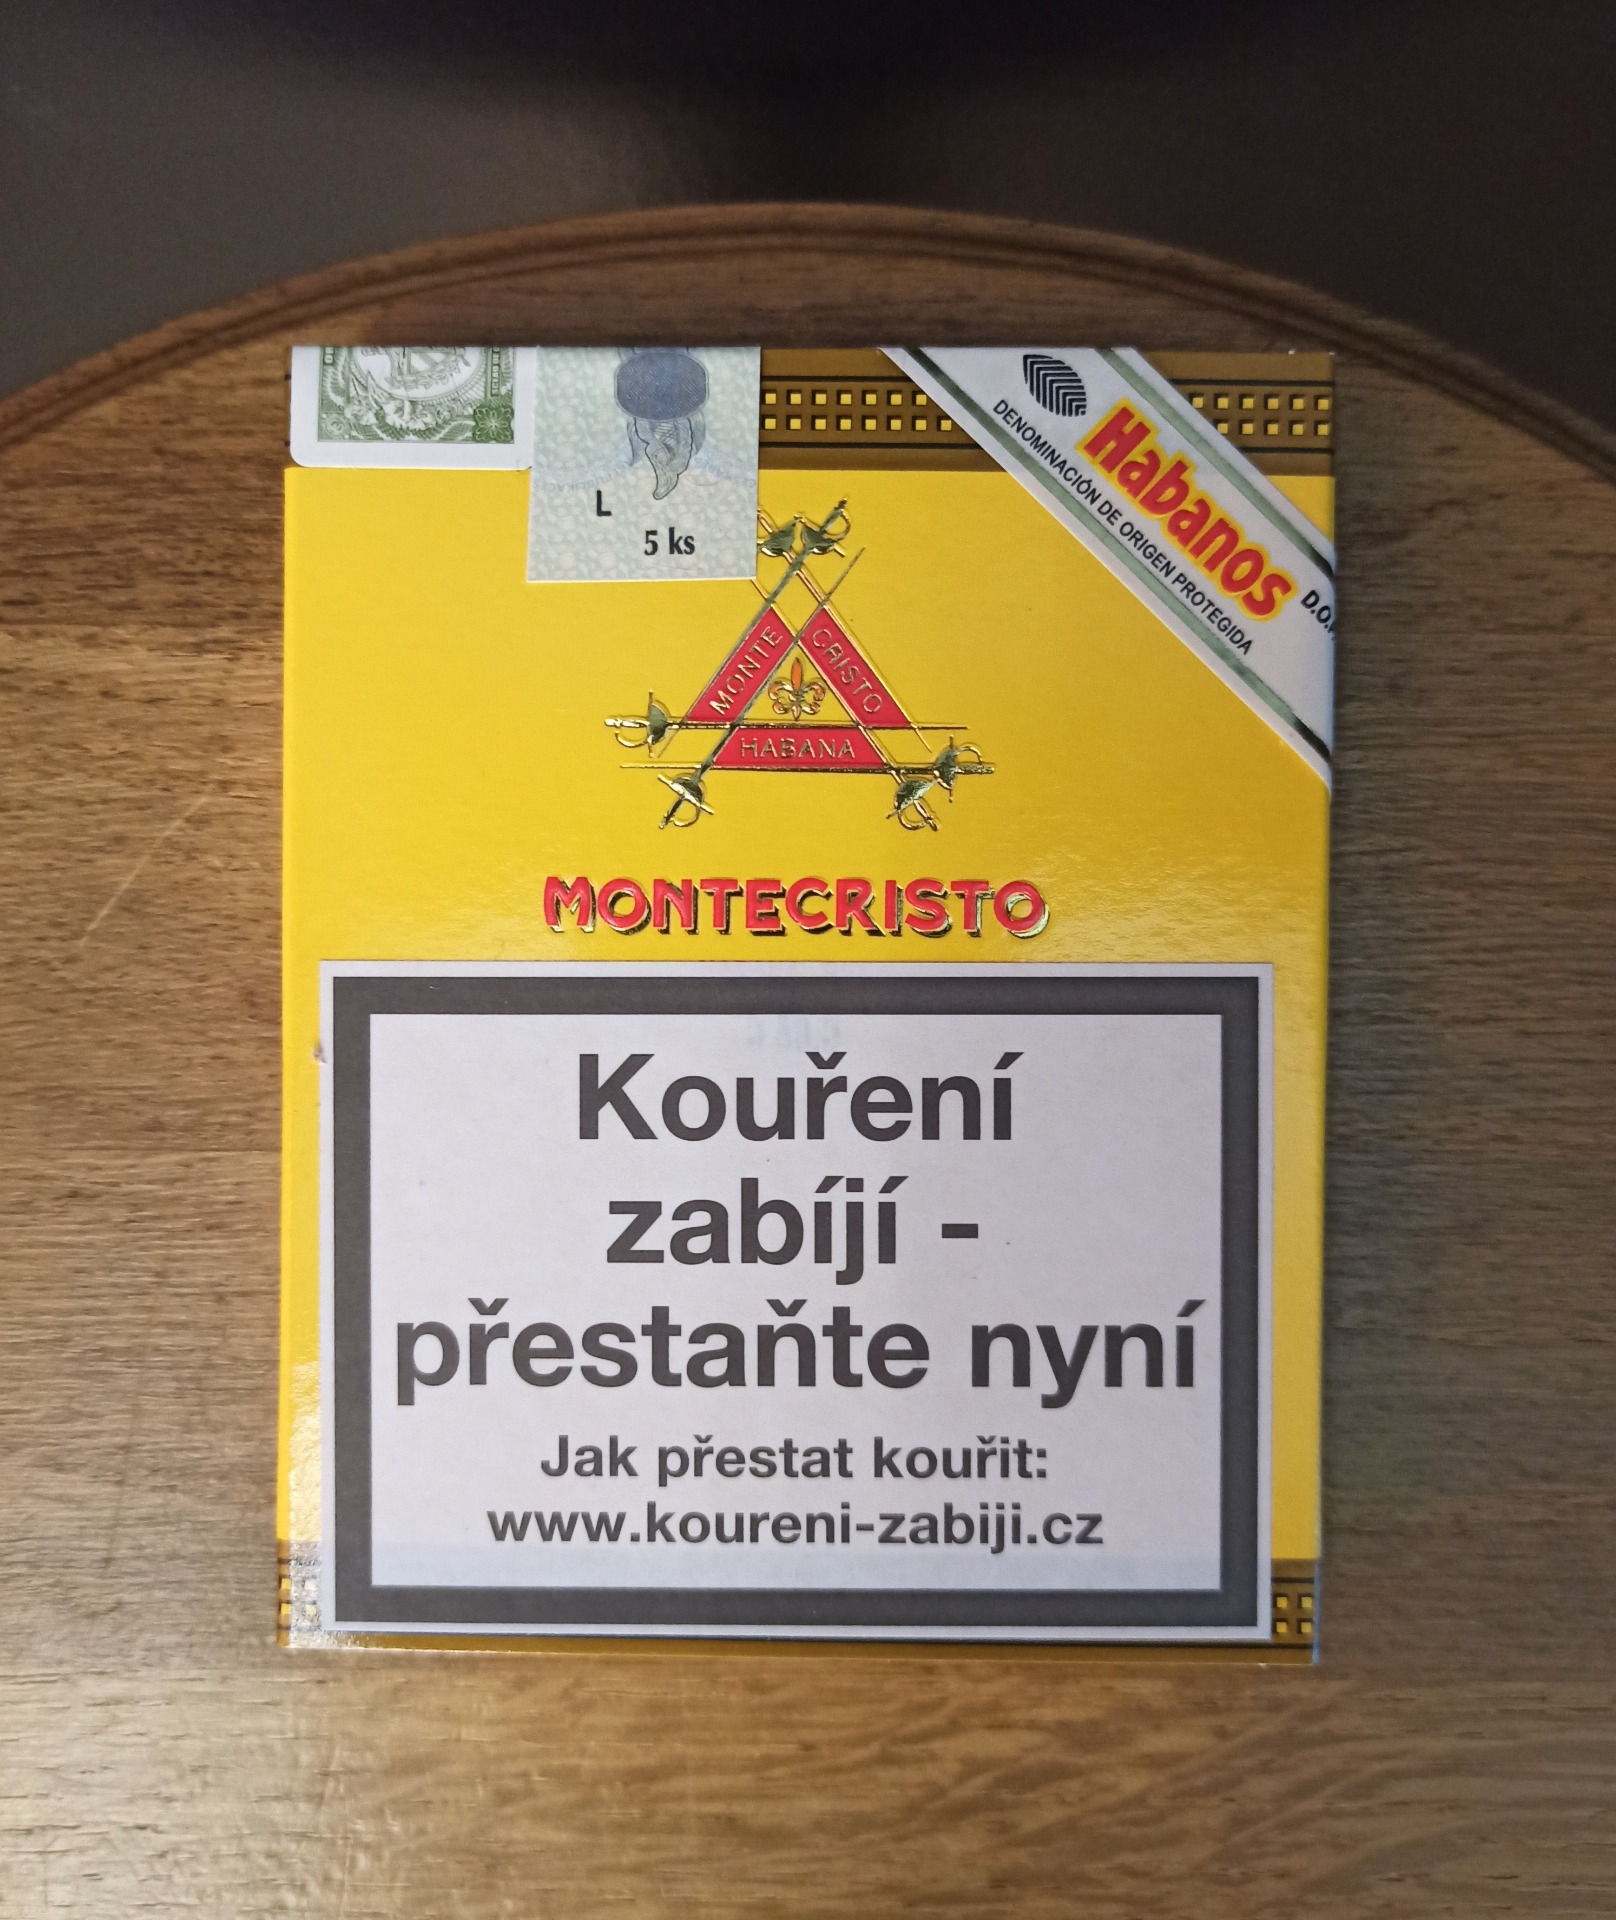 L
5 ks
Habanos
DENOMINACIÓN DE ORIGEN PROTEGIDA
MONTE
CRISTO
HABANA
MONTECRISTO
Kouření
zabíjí -
přestaňte nyní
Jak přestat kouřit:
www.koureni-zabiji.cz